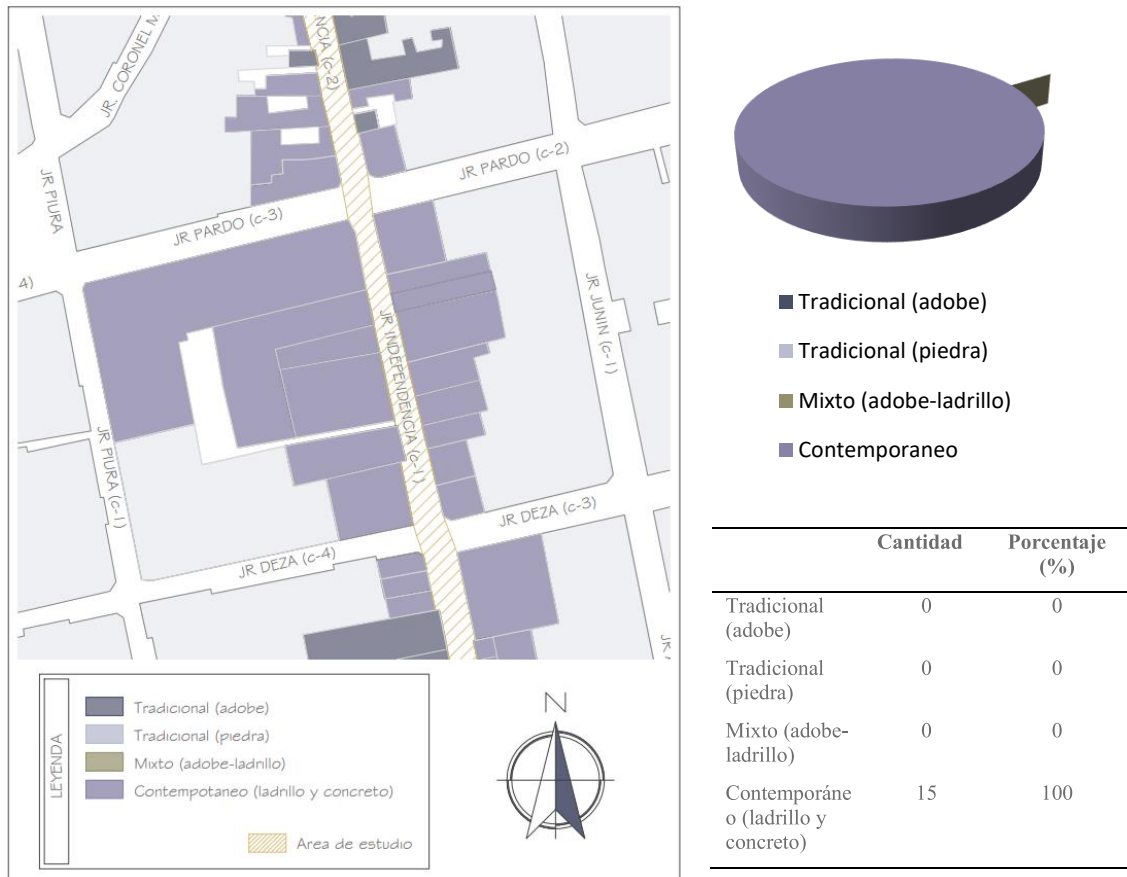 JR. CORONEL M.
NCIA (c-2)
JR PIURA
JR PARDO (c-2)
JR PARDO (c-3)
4)
JR INDEPENDENCIA (c-1)
JR JUNIN (c-1)
JR PIURA (c-1)
JR DEZA (c-3)
JR DEZA (c-4)
LEYENDA
Tradicional (adobe)
Tradicional (piedra)
Mixto (adobe-ladrillo)
Contempotaneo (ladrillo y concreto)
Area de estudio
N
Tradicional (adobe)
Tradicional (piedra)
Mixto (adobe-ladrillo)
Contemporaneo
Cantidad Porcentaje
(%)
Tradicional 0 0
(adobe)
Tradicional 0 0
(piedra)
Mixto (adobe- 0 0
ladrillo)
Contemporáne 15 100
o (ladrillo y
concreto)